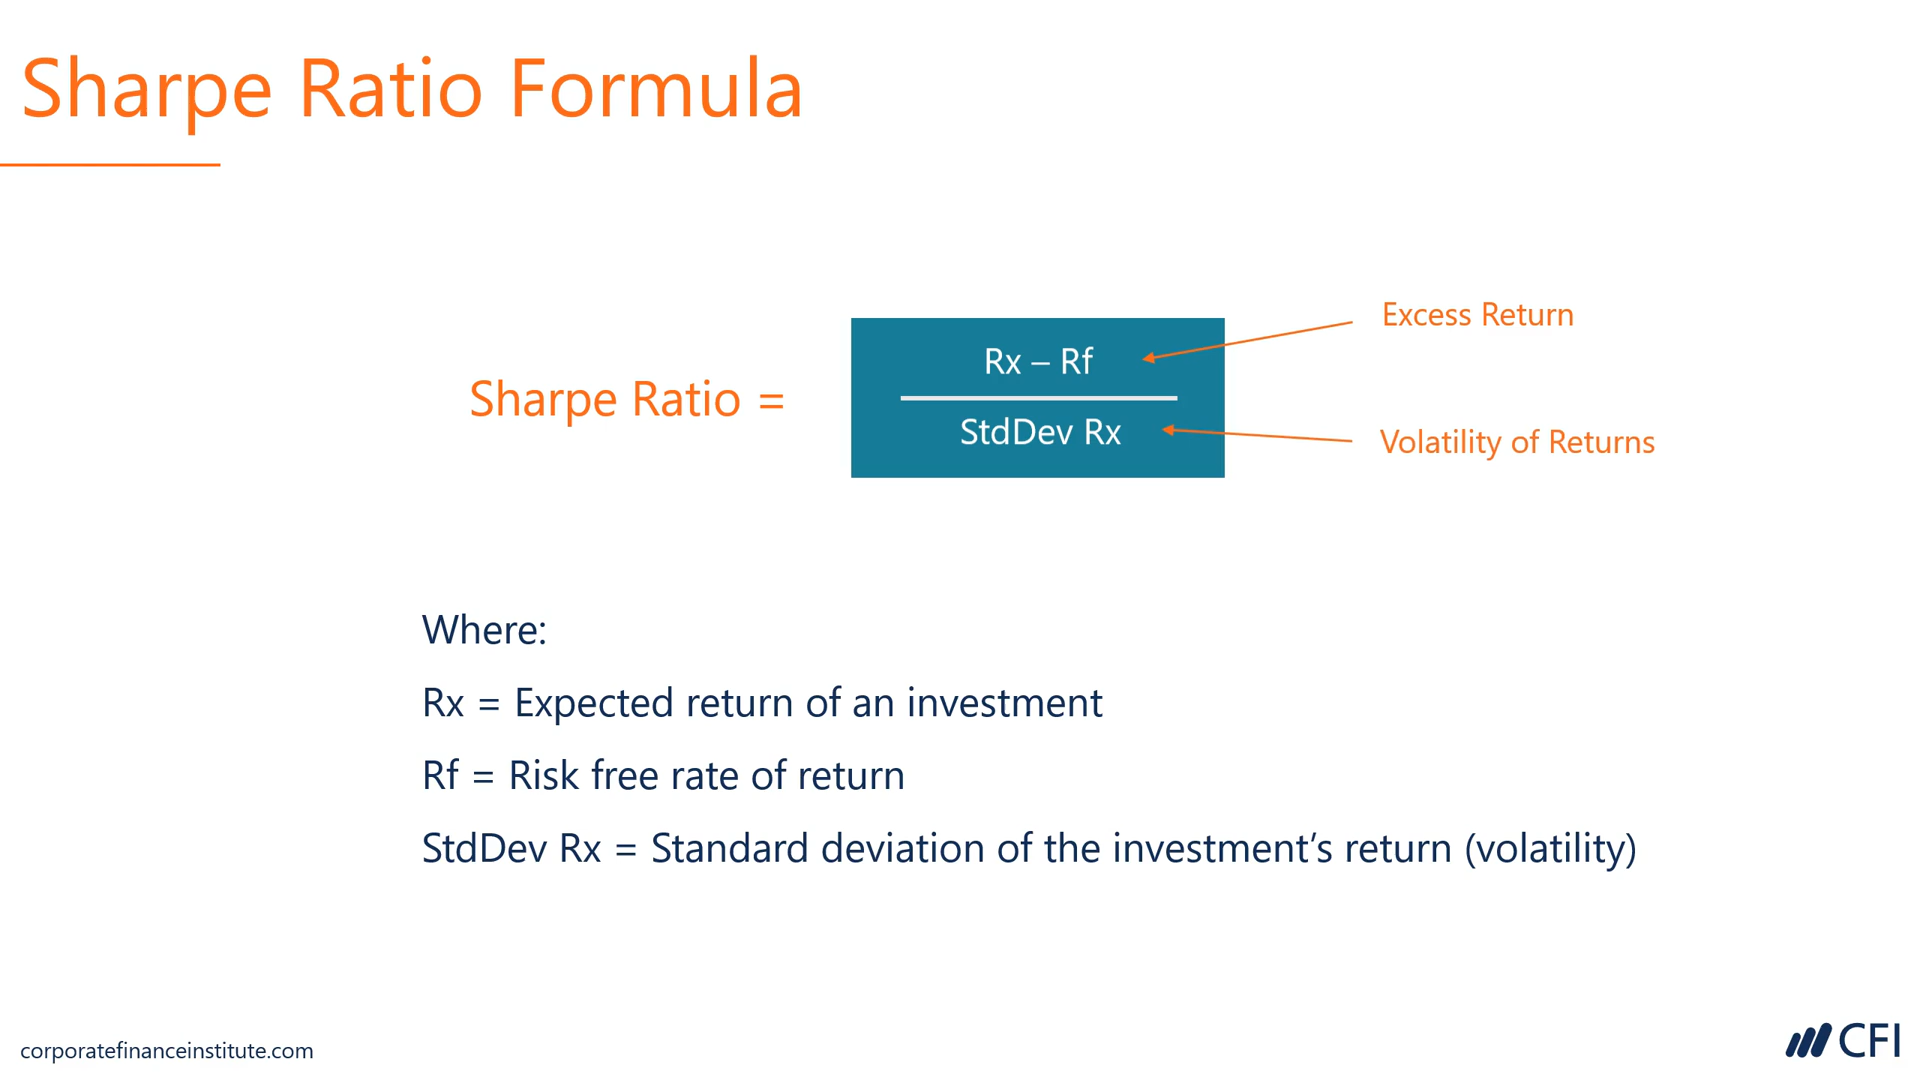 Sharpe Ratio Formula
Sharpe Ratio =
Rx – Rf
StdDev Rx
Excess Return
Volatility of Returns
Where:
Rx = Expected return of an investment
Rf = Risk free rate of return
StdDev Rx = Standard deviation of the investment’s return (volatility)
corporatefinanceinstitute.com
CFI